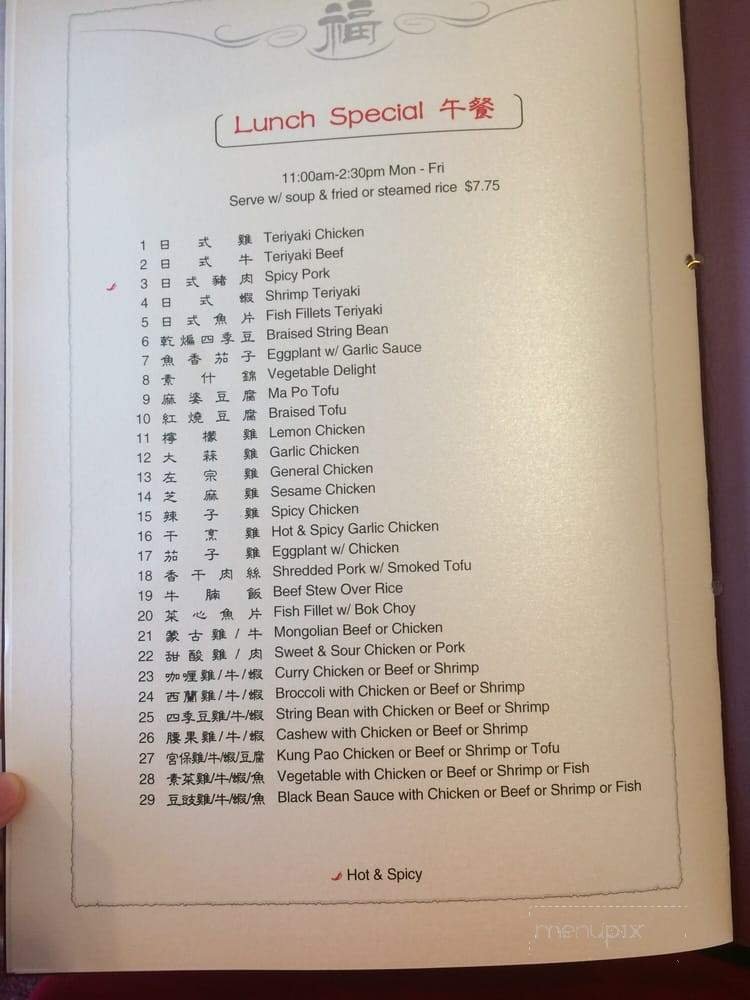 福
Lunch Special 午餐
11:00am-2:30pm Mon - Fri
Serve w/ soup & fried or steamed rice $7.75
1 日式雞 Teriyaki Chicken
2 日式牛 Teriyaki Beef
3 日式豬肉 Spicy Pork
4 日式蝦 Shrimp Teriyaki
5 日式魚片 Fish Fillets Teriyaki
6 乾煸四季豆 Braised String Bean
7 魚香茄子 Eggplant w/ Garlic Sauce
8 素什錦 Vegetable Delight
9 麻婆豆腐 Ma Po Tofu
10 紅燒豆腐 Braised Tofu
11 檸檬雞 Lemon Chicken
12 大蒜雞 Garlic Chicken
13 左宗雞 General Chicken
14 芝麻雞 Sesame Chicken
15 辣子雞 Spicy Chicken
16 干烹雞 Hot & Spicy Garlic Chicken
17 茄子雞 Eggplant w/ Chicken
18 香干肉絲 Shredded Pork w/ Smoked Tofu
19 牛腩飯 Beef Stew Over Rice
20 菜心魚片 Fish Fillet w/ Bok Choy
21 蒙古雞/牛 Mongolian Beef or Chicken
22 甜酸雞/肉 Sweet & Sour Chicken or Pork
23 咖喱雞/牛/蝦 Curry Chicken or Beef or Shrimp
24 西蘭雞/牛/蝦 Broccoli with Chicken or Beef or Shrimp
25 四季豆雞/牛/蝦 String Bean with Chicken or Beef or Shrimp
26 腰果雞/牛/蝦 Cashew with Chicken or Beef or Shrimp
27 宮保雞/牛/蝦/豆腐 Kung Pao Chicken or Beef or Shrimp or Tofu
28 素菜雞/牛/蝦/魚 Vegetable with Chicken or Beef or Shrimp or Fish
29 豆豉雞/牛/蝦/魚 Black Bean Sauce with Chicken or Beef or Shrimp or Fish
Hot & Spicy
menupix